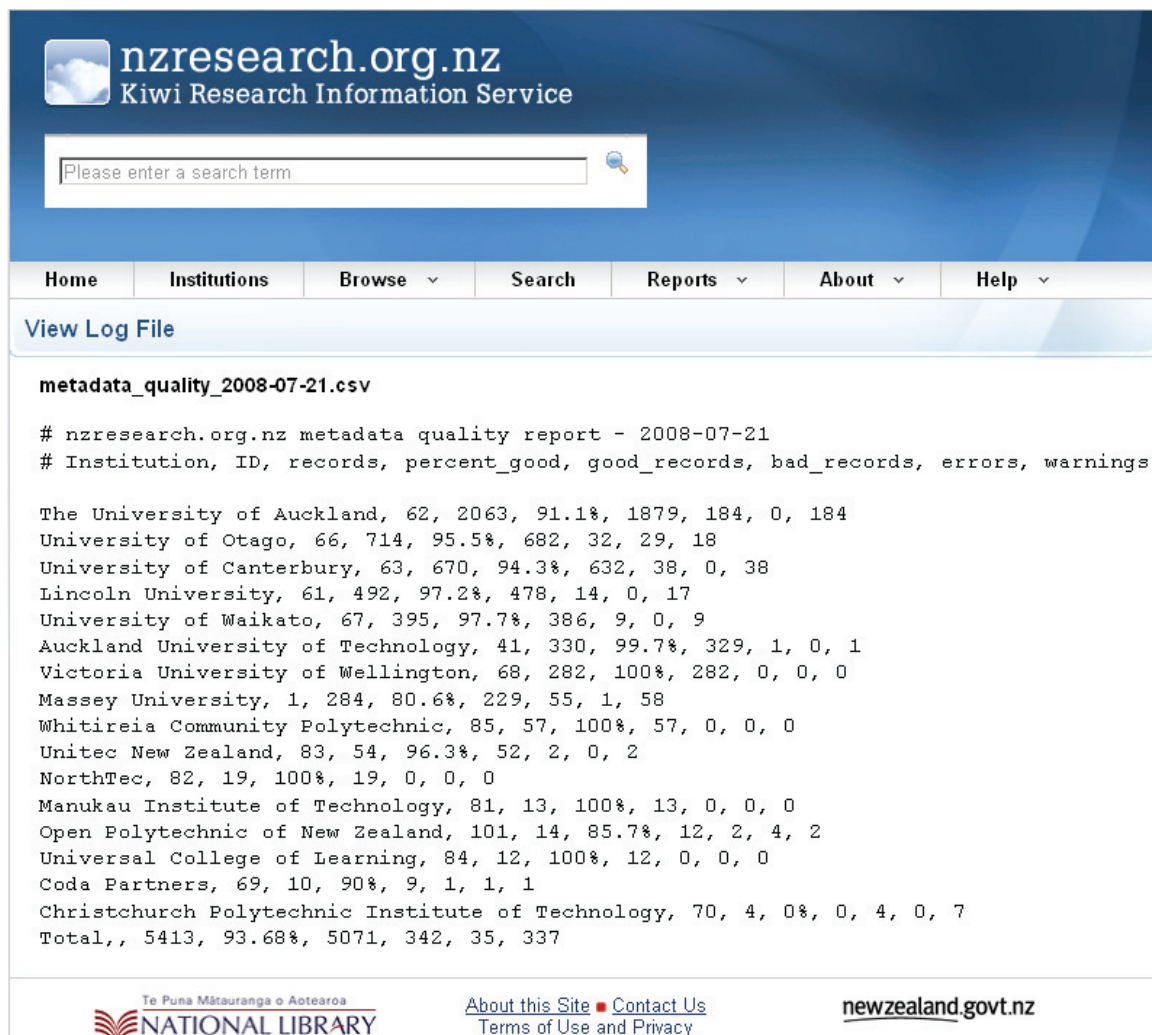 nzresearch.org.nz
Kiwi Research Information Service
Please enter a search term
Home Institutions Browse Search Reports About Help
View Log File
metadata_quality_2008-07-21.csv
# nzresearch.org.nz metadata quality report - 2008-07-21
# Institution, ID, records, percent_good, good_records, bad_records, errors, warnings
The University of Auckland, 62, 2063, 91.1%, 1879, 184, 0, 184
University of Otago, 66, 714, 95.5%, 682, 32, 29, 18
University of Canterbury, 63, 670, 94.3%, 632, 38, 0, 38
Lincoln University, 61, 492, 97.2%, 478, 14, 0, 17
University of Waikato, 67, 395, 97.7%, 386, 9, 0, 9
Auckland University of Technology, 41, 330, 99.7%, 329, 1, 0, 1
Victoria University of Wellington, 68, 282, 100%, 282, 0, 0, 0
Massey University, 1, 284, 80.6%, 229, 55, 1, 58
Whitireia Community Polytechnic, 85, 57, 100%, 57, 0, 0, 0
Unitec New Zealand, 83, 54, 96.3%, 52, 2, 0, 2
NorthTec, 82, 19, 100%, 19, 0, 0, 0
Manukau Institute of Technology, 81, 13, 100%, 13, 0, 0, 0
Open Polytechnic of New Zealand, 101, 14, 85.7%, 12, 2, 4, 2
Universal College of Learning, 84, 12, 100%, 12, 0, 0, 0
Coda Partners, 69, 10, 90%, 9, 1, 1, 1
Christchurch Polytechnic Institute of Technology, 70, 4, 0%, 0, 4, 0, 7
Total,, 5413, 93.68%, 5071, 342, 35, 337
Te Puna Mātauranga o Aotearoa
NATIONAL LIBRARY
About this Site ▪ Contact Us
Terms of Use and Privacy
newzealand.govt.nz